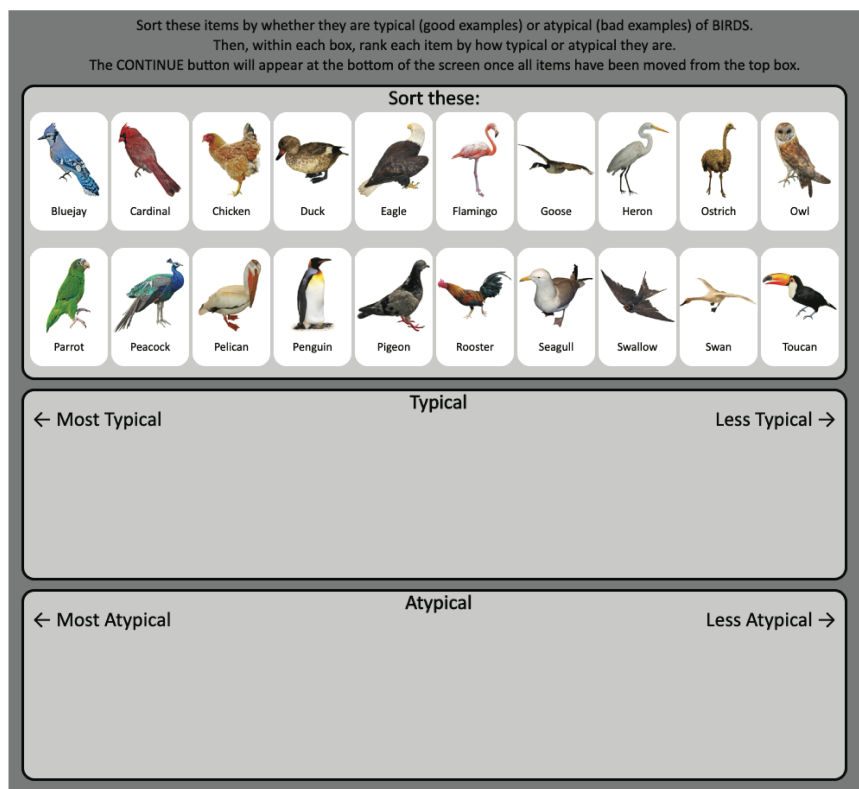 Sort these items by whether they are typical (good examples) or atypical (bad examples) of BIRDS.
Then, within each box, rank each item by how typical or atypical they are.
The CONTINUE button will appear at the bottom of the screen once all items have been moved from the top box.
Sort these:
Bluejay Cardinal Chicken Duck Eagle Flamingo Goose Heron Ostrich Owl
Parrot Peacock Pelican Penguin Pigeon Rooster Seagull Swallow Swan Toucan
Typical
← Most Typical Less Typical →
Atypical
← Most Atypical Less Atypical →